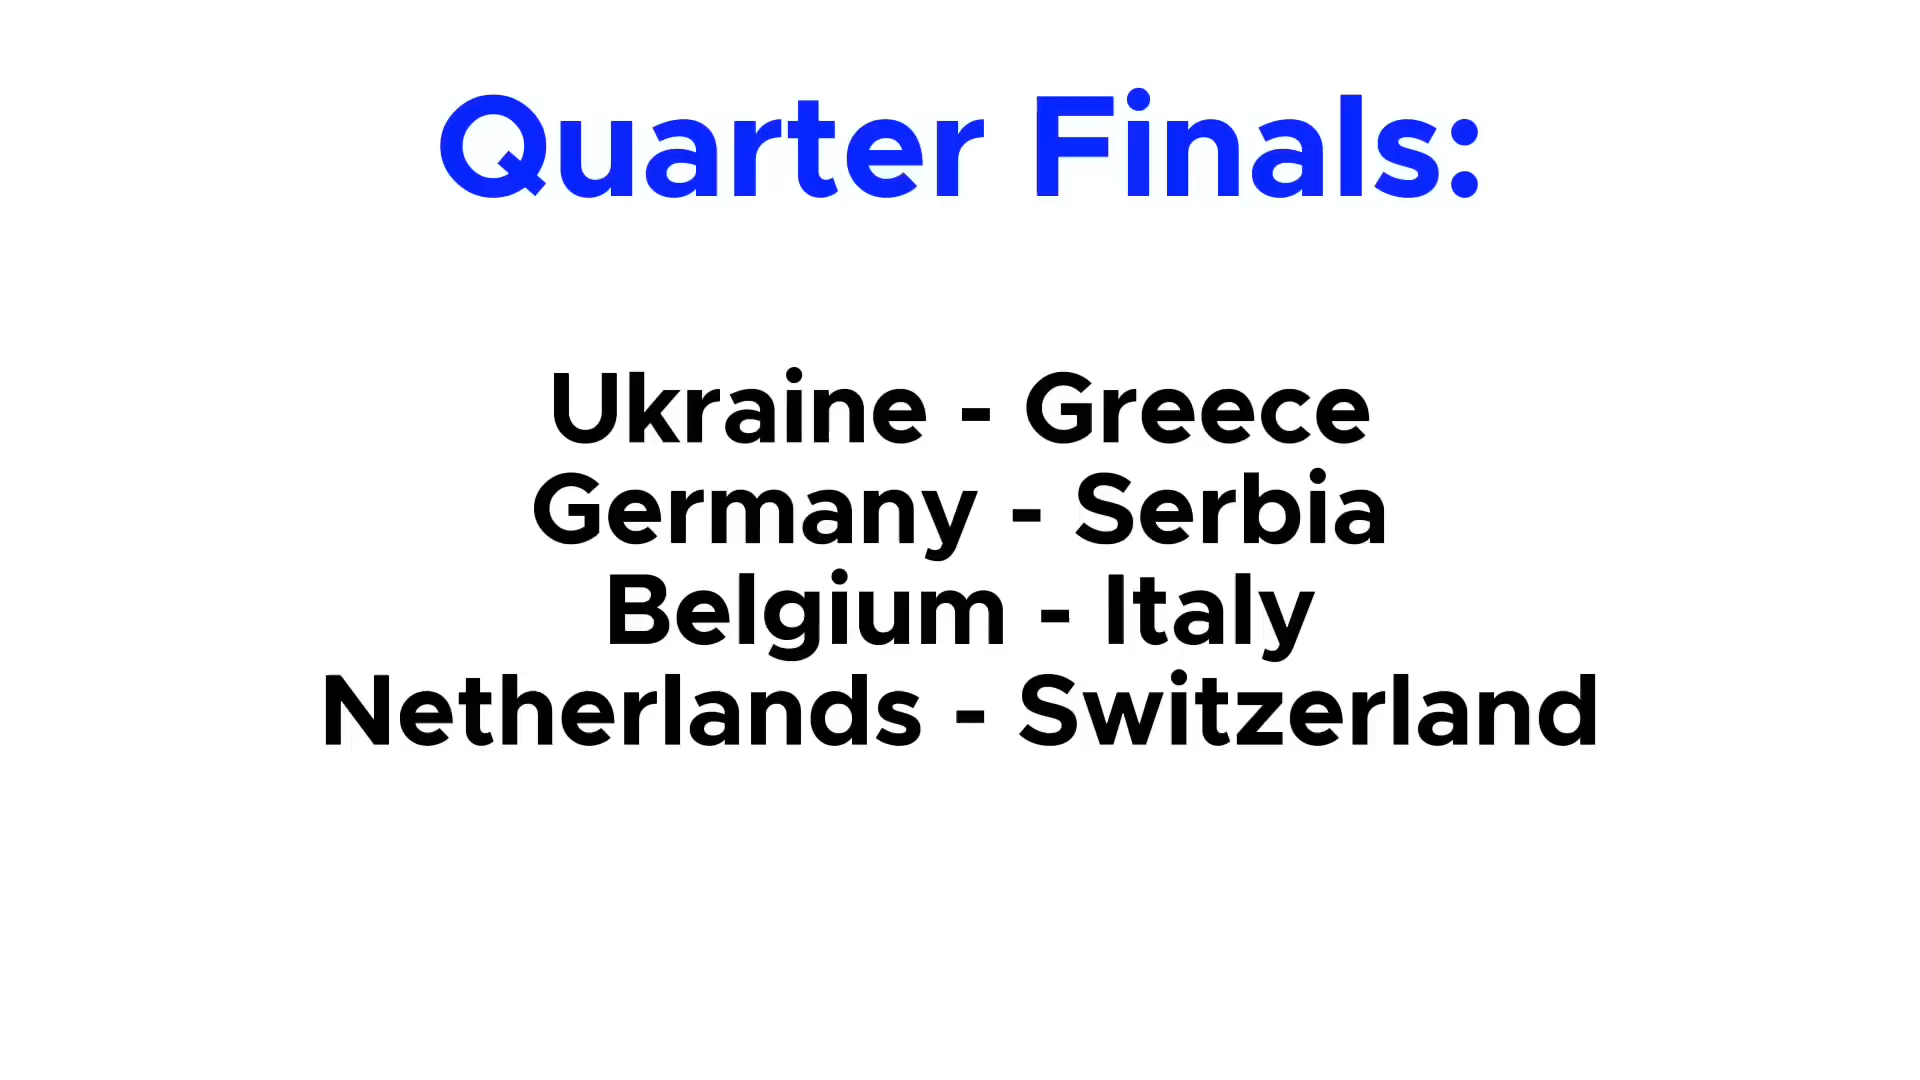 Quarter Finals:
Ukraine - Greece
Germany - Serbia
Belgium - Italy
Netherlands - Switzerland